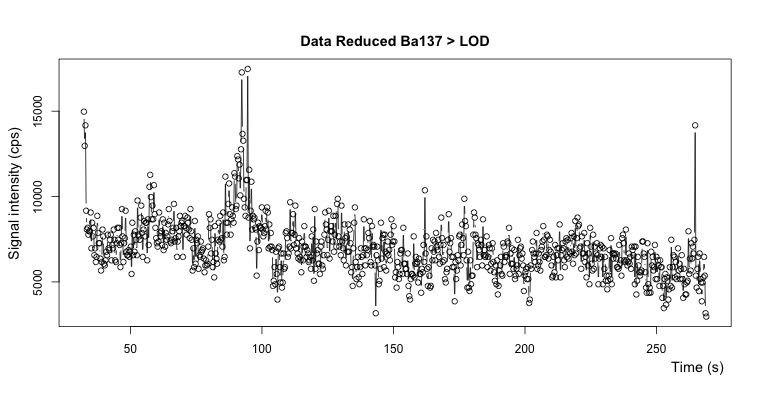 Data Reduced Ba137 > LOD
Signal intensity (cps)
15000
10000
5000
50 100 150 200 250
Time (s)